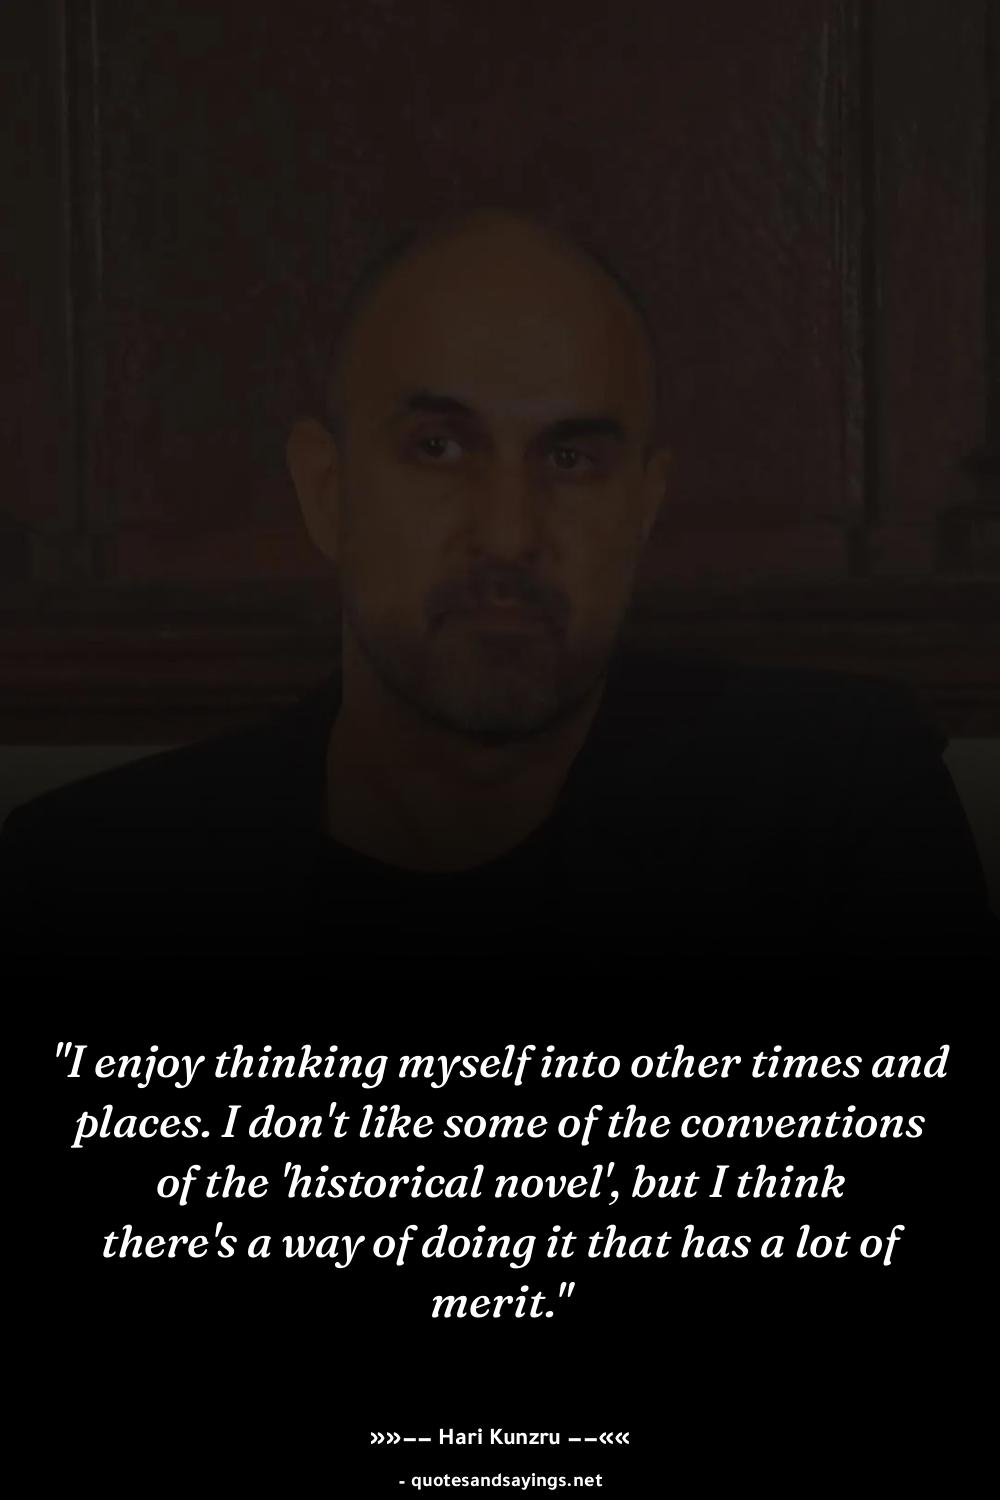 "I enjoy thinking myself into other times and
places. I don't like some of the conventions
of the 'historical novel', but I think
there's a way of doing it that has a lot of
merit."
»»—— Hari Kunzru ——««
- quotesandsayings.net